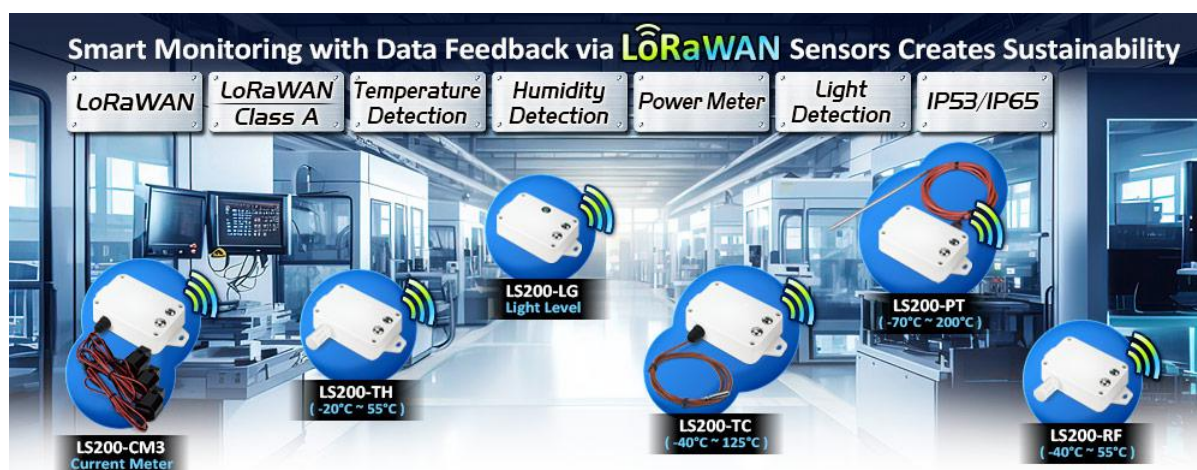 Smart Monitoring with Data Feedback via LoRaWAN Sensors Creates Sustainability
LoRaWAN
LoRaWAN
Class A
Temperature
Detection
Humidity
Detection
Power Meter
Light
Detection
IP53/IP65
LS200-LG
Light Level
LS200-PT
( -70°C ~ 200°C )
LS200-TH
( -20°C ~ 55°C )
LS200-TC
( -40°C ~ 125°C )
LS200-RF
( -40°C ~ 55°C )
LS200-CM3
Current Meter